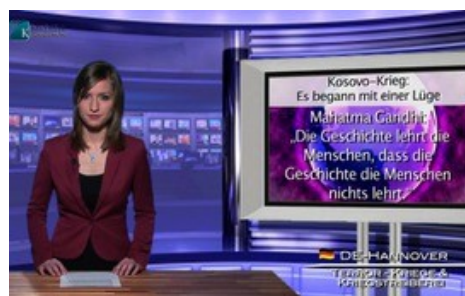 Kosovo-Krieg:
Es begann mit einer Lüge
Mahatma Gandhi:
„Die Geschichte lehrt die
Menschen, dass die
Geschichte die Menschen
nichts lehrt."
DE-HANNOVER
TERROR-KRIEGE &
KRIEGSTREIBEREI